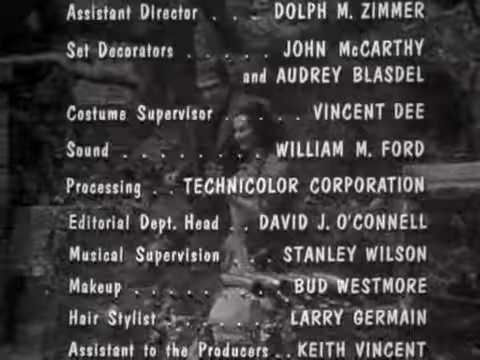 Assistant Director . . . DOLPH M. ZIMMER
Set Decorators . . . . . . JOHN McCARTHY
and AUDREY BLASDEL
Costume Supervisor . . . . . VINCENT DEE
Sound . . . . . . . . . WILLIAM M. FORD
Processing . . TECHNICOLOR CORPORATION
Editorial Dept. Head . . DAVID J. O'CONNELL
Musical Supervision . . . STANLEY WILSON
Makeup . . . . . . . . . BUD WESTMORE
Hair Stylist . . . . . . . LARRY GERMAIN
Assistant to the Producers . . KEITH VINCENT